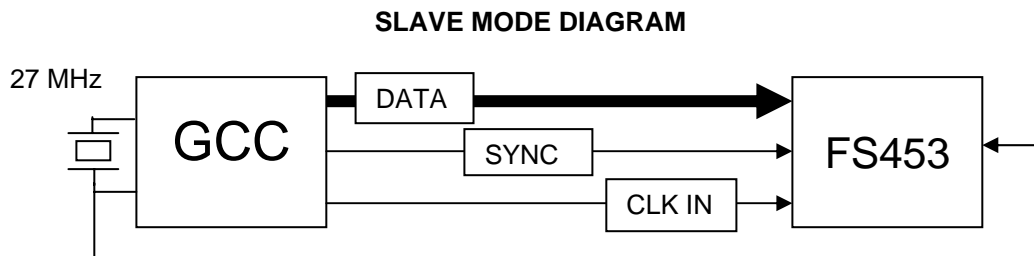 SLAVE MODE DIAGRAM
27 MHz
DATA
GCC
SYNC
FS453
CLK IN